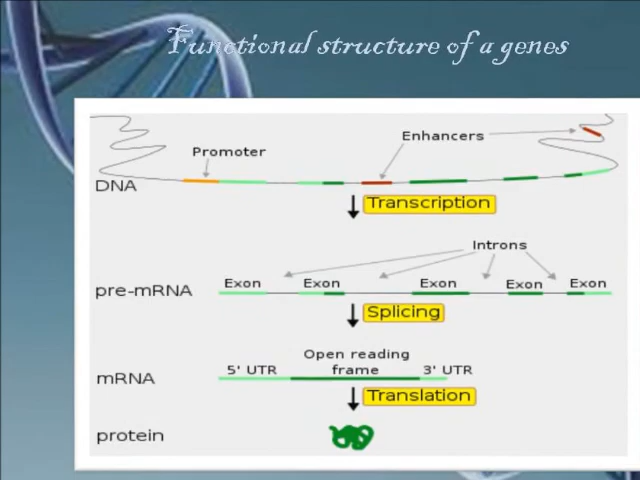 Functional structure of a genes
Enhancers
Promoter
DNA
Transcription
Introns
Exon Exon Exon Exon Exon
pre-mRNA
Splicing
Open reading
5' UTR frame 3' UTR
mRNA
Translation
protein